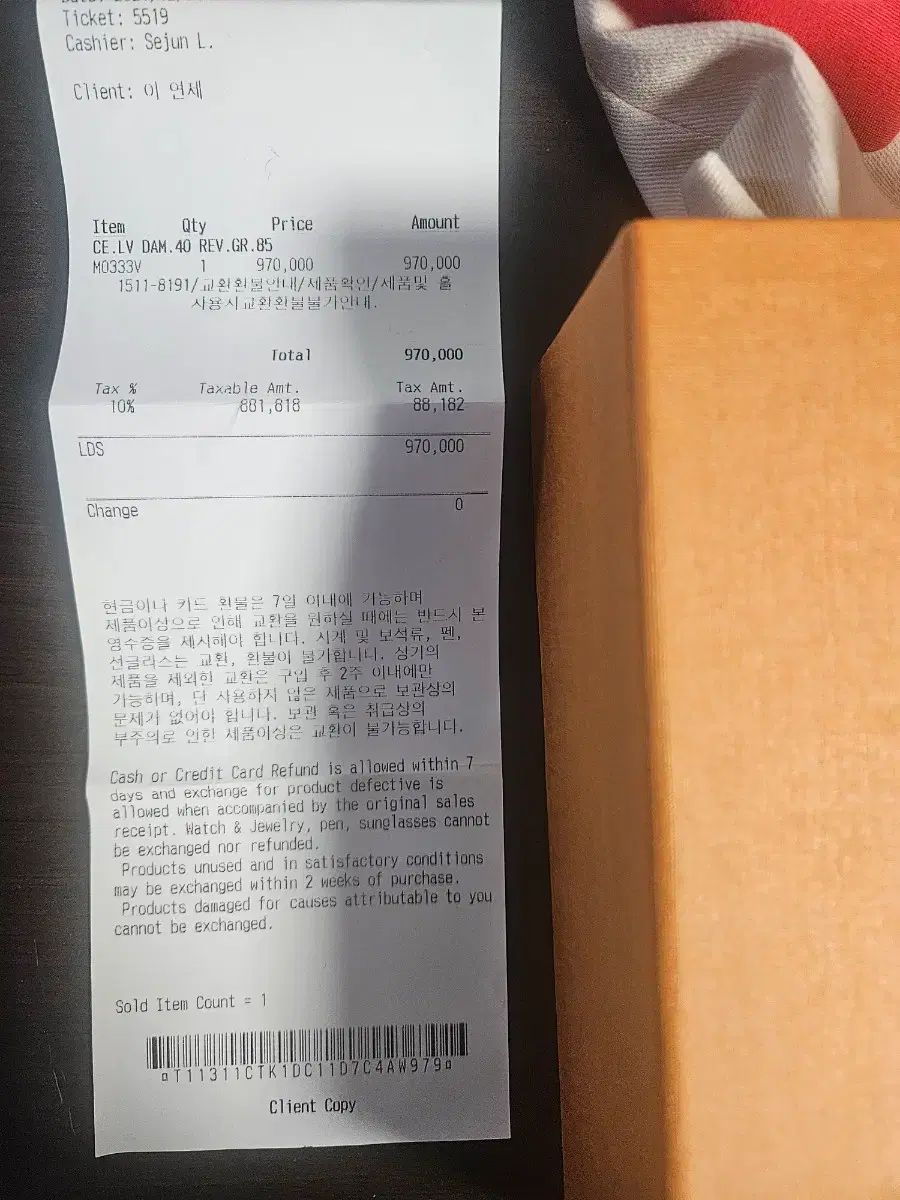 Ticket: 5519
Cashier: Sejun L.
Client: 이 연세
Item Qty Price Amount
CE.LV DAM.40 REV.GR.85
M0333V 1 970,000 970,000
1511-8191/교환환불안내/제품확인/제품및 홀
사용시교환환불불가안내.
Total 970,000
Tax % Taxable Amt. Tax Amt.
10% 881,818 88,182
LDS 970,000
Change 0
현금이나 카드 환불은 7일 이내에 가능하며
제품이상으로 인해 교환을 원하실 때에는 반드시 본
영수증을 제시해야 합니다. 시계 및 보석류, 펜,
선글라스는 교환, 환불이 불가합니다. 상기의
제품을 제외한 교환은 구입 후 2주 이내에만
가능하며, 단 사용하지 않은 제품으로 보관상의
문제가 없어야 합니다. 보관 혹은 취급상의
부주의로 인한 제품이상은 교환이 불가능합니다.
Cash or Credit Card Refund is allowed within 7
days and exchange for product defective is
allowed when accompanied by the original sales
receipt. Watch & Jewelry, pen, sunglasses cannot
be exchanged nor refunded.
Products unused and in satisfactory conditions
may be exchanged within 2 weeks of purchase.
Products damaged for causes attributable to you
cannot be exchanged.
Sold Item Count = 1
¤T11311CTK1DC11D7C4AW979¤
Client Copy